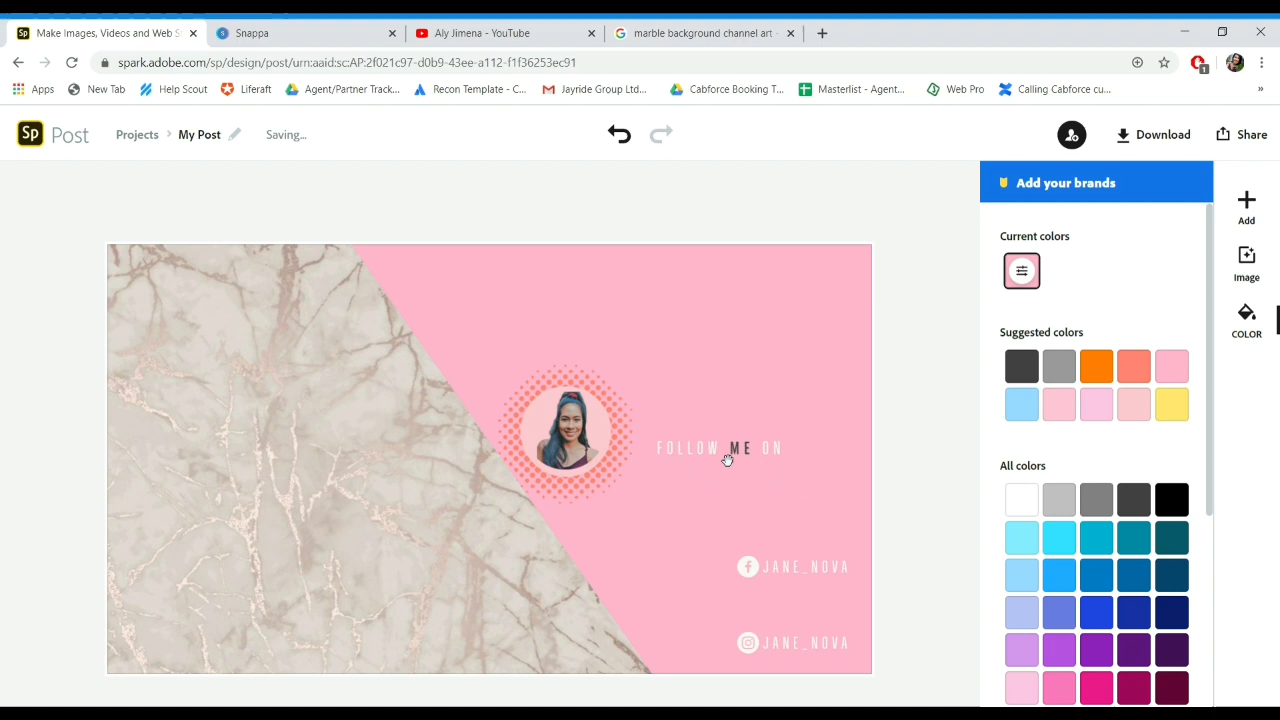 Sp Make Images, Videos and Web S
S Snappa
Aly Jimena - YouTube
G marble background channel art -
spark.adobe.com/sp/design/post/urn:aaid:sc:AP:2f021c97-d0b9-43ee-a112-f1f36253ec91
1
Apps
New Tab
Help Scout
Liferaft
Agent/Partner Track...
Recon Template - C...
Jayride Group Ltd...
Cabforce Booking T...
Masterlist - Agent...
Web Pro
Calling Cabforce cu...
»
Sp Post
Projects > My Post
Saving...
Download
Share
Add your brands
Current colors
Suggested colors
All colors
Add
Image
COLOR
FOLLOW ME ON
JANE_NOVA
JANE_NOVA